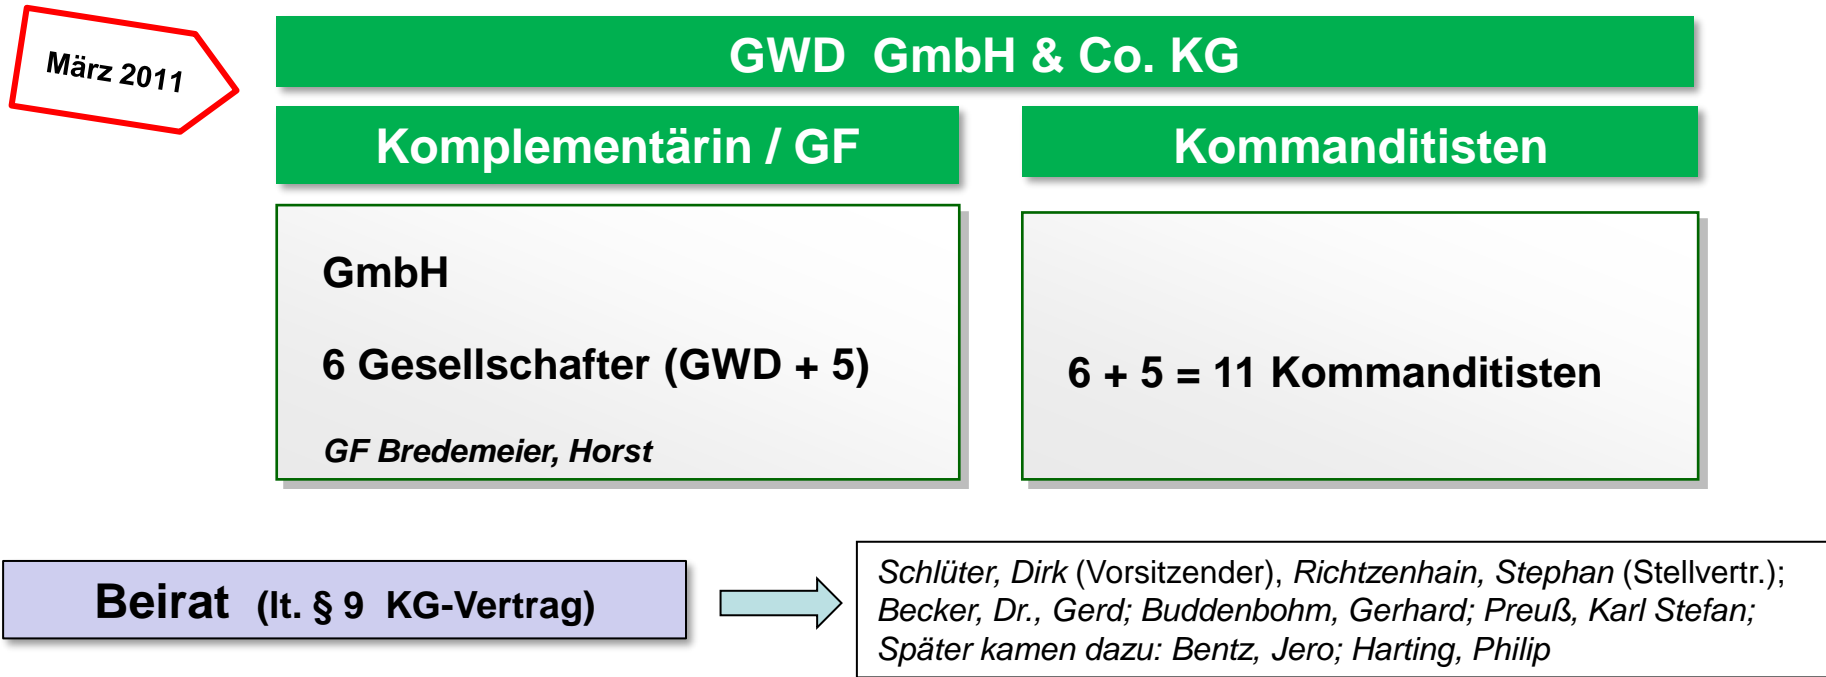 März 2011
GWD GmbH & Co. KG
Komplementärin / GF
Kommanditisten
GmbH
6 Gesellschafter (GWD + 5)
GF Bredemeier, Horst
6 + 5 = 11 Kommanditisten
Beirat (lt. § 9 KG-Vertrag)
Schlüter, Dirk (Vorsitzender), Richtzenhain, Stephan (Stellvertr.);
Becker, Dr., Gerd; Buddenbohm, Gerhard; Preuß, Karl Stefan;
Später kamen dazu: Bentz, Jero; Harting, Philip